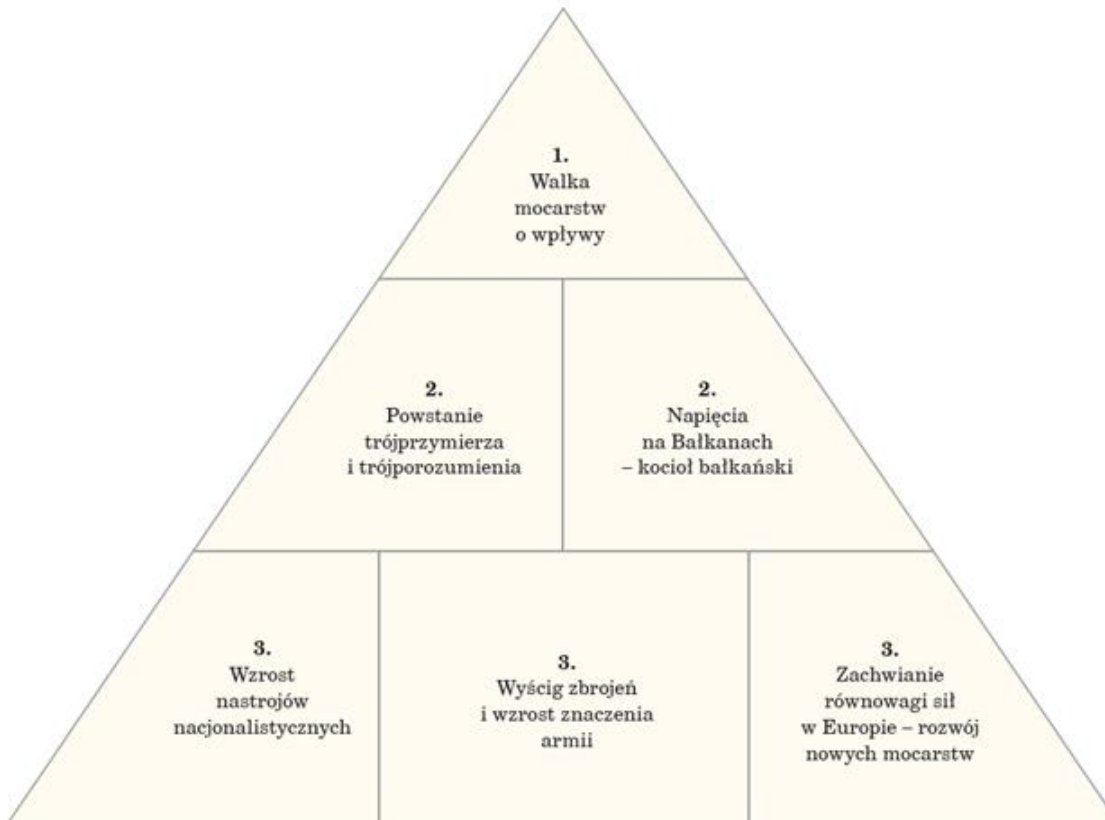 1.
Walka
mocarstw
o wpływy
2.
Powstanie
trójprzymierza
i trójporozumienia
2.
Napięcia
na Bałkanach
– kocioł bałkański
3.
Wzrost
nastrojów
nacjonalistycznych
3.
Wyścig zbrojeń
i wzrost znaczenia
armii
3.
Zachwianie
równowagi sił
w Europie – rozwój
nowych mocarstw